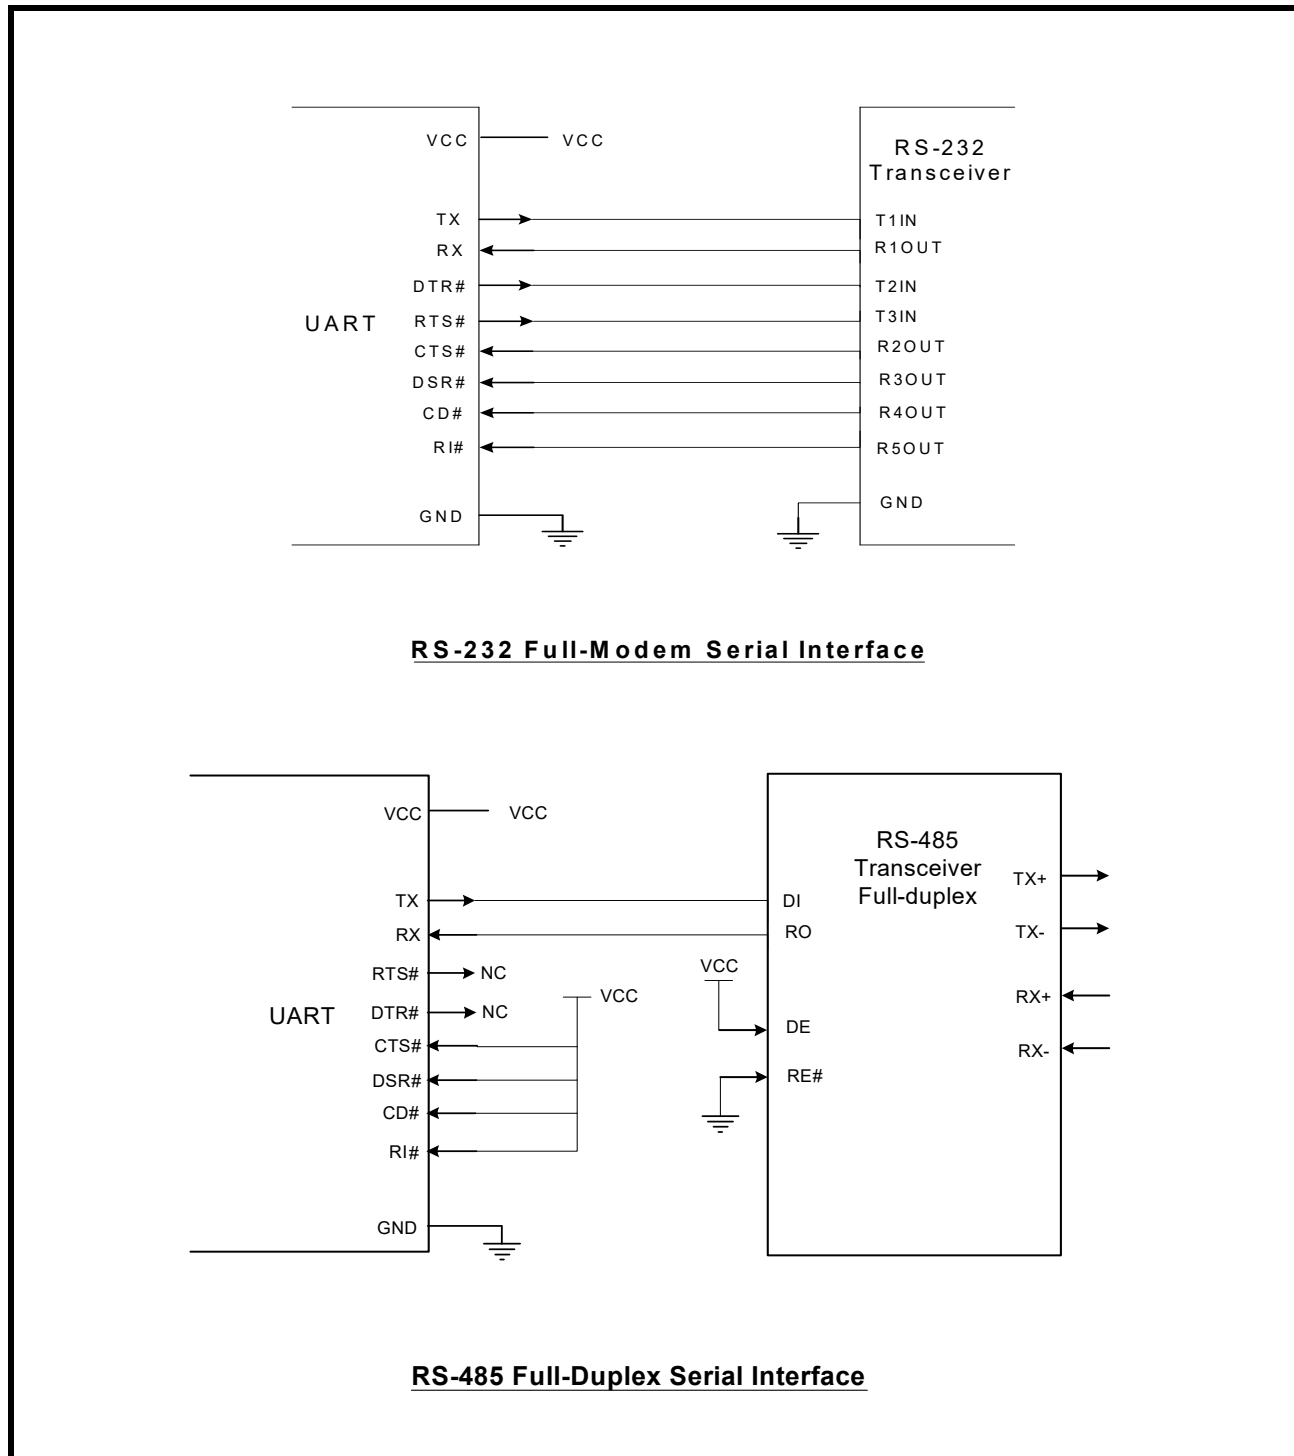 VCC
VCC
RS-232
Transceiver
TX
T1IN
RX
R1OUT
DTR#
T2IN
UART
RTS#
T3IN
CTS#
R2OUT
DSR#
R3OUT
CD#
R4OUT
RI#
R5OUT
GND
GND
RS-232 Full-Modem Serial Interface
VCC
VCC
RS-485
Transceiver
Full-duplex
TX+
TX
DI
RX
RO
TX-
RTS#
NC
VCC
VCC
RX+
DTR#
NC
UART
DE
CTS#
RX-
DSR#
RE#
CD#
RI#
GND
RS-485 Full-Duplex Serial Interface